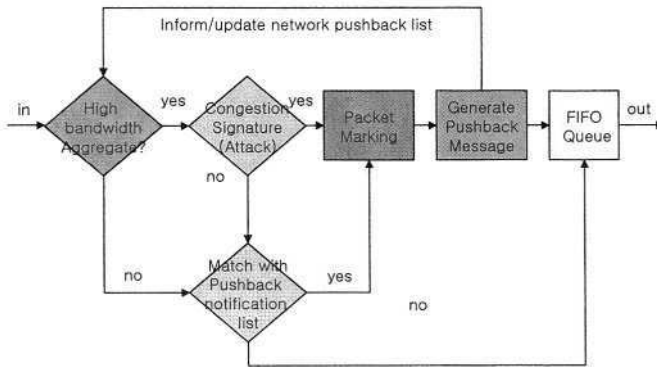 Inform/update network pushback list
in
High
bandwidth
Aggregate?
yes
Congestion
Signature
(Attack)
yes
Packet
Marking
Generate
Pushback
Message
FIFO
Queue
out
no
no
Match with
Pushback
notification
list
yes
no